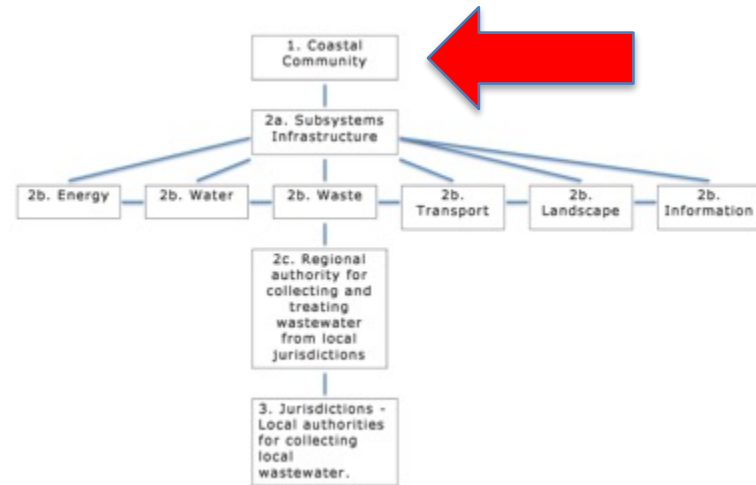 1. Coastal
Community
2a. Subsystems
Infrastructure
2b. Energy
2b. Water
2b. Waste
2b.
Transport
2b.
Landscape
2b.
Information
2c. Regional
authority for
collecting and
treating
wastewater
from local
jurisdictions
3. Jurisdictions -
Local authorities
for collecting
local
wastewater.